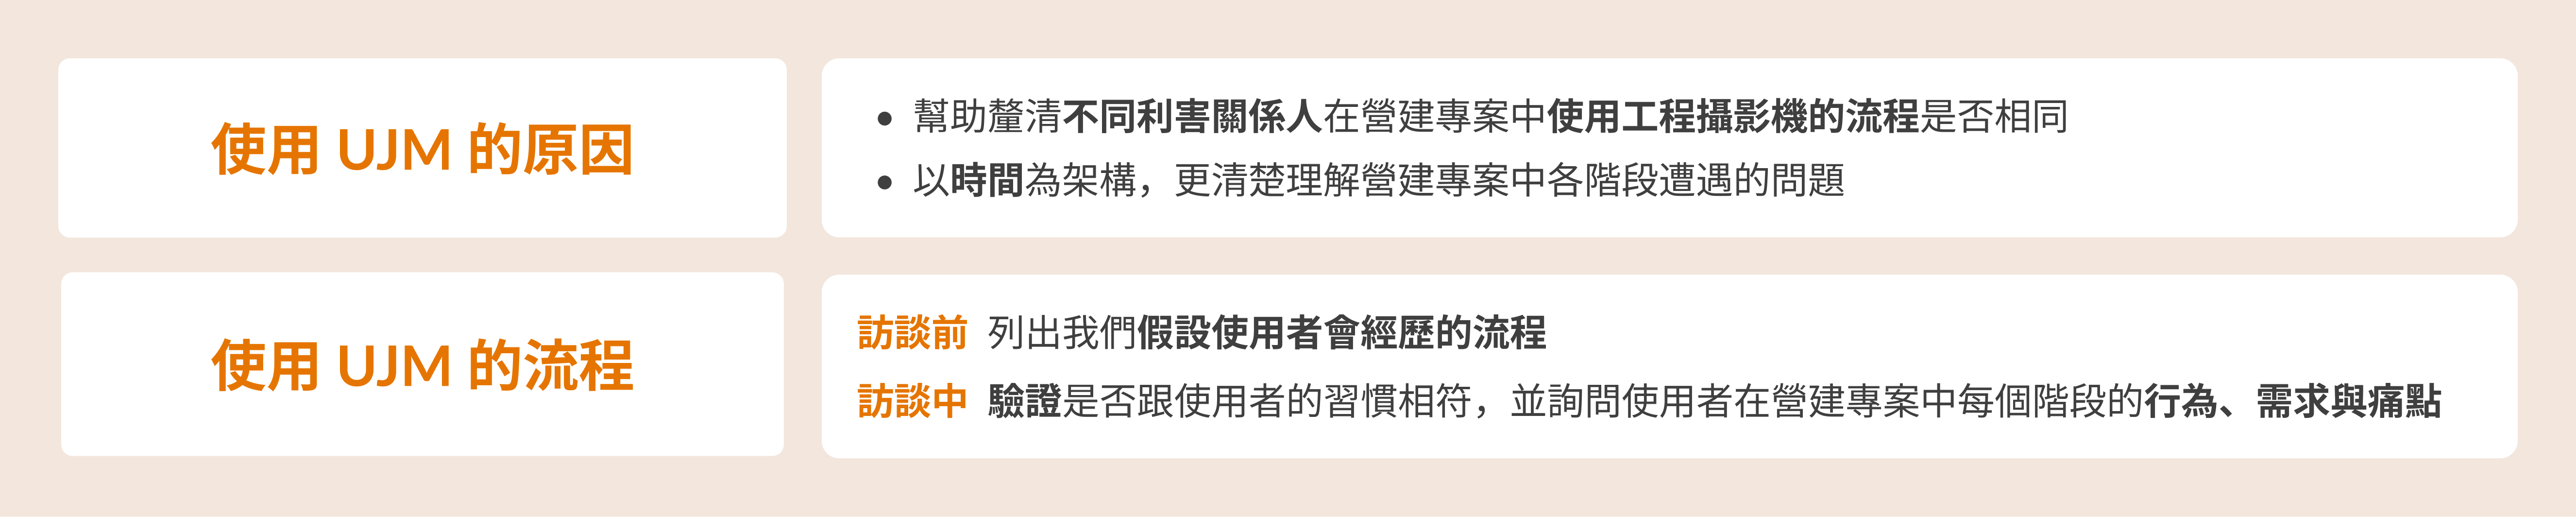 使用 UJM 的原因
• 幫助釐清不同利害關係人在營建專案中使用工程攝影機的流程是否相同
• 以時間為架構，更清楚理解營建專案中各階段遭遇的問題
使用 UJM 的流程
訪談前 列出我們假設使用者會經歷的流程
訪談中 驗證是否跟使用者的習慣相符，並詢問使用者在營建專案中每個階段的行為、需求與痛點